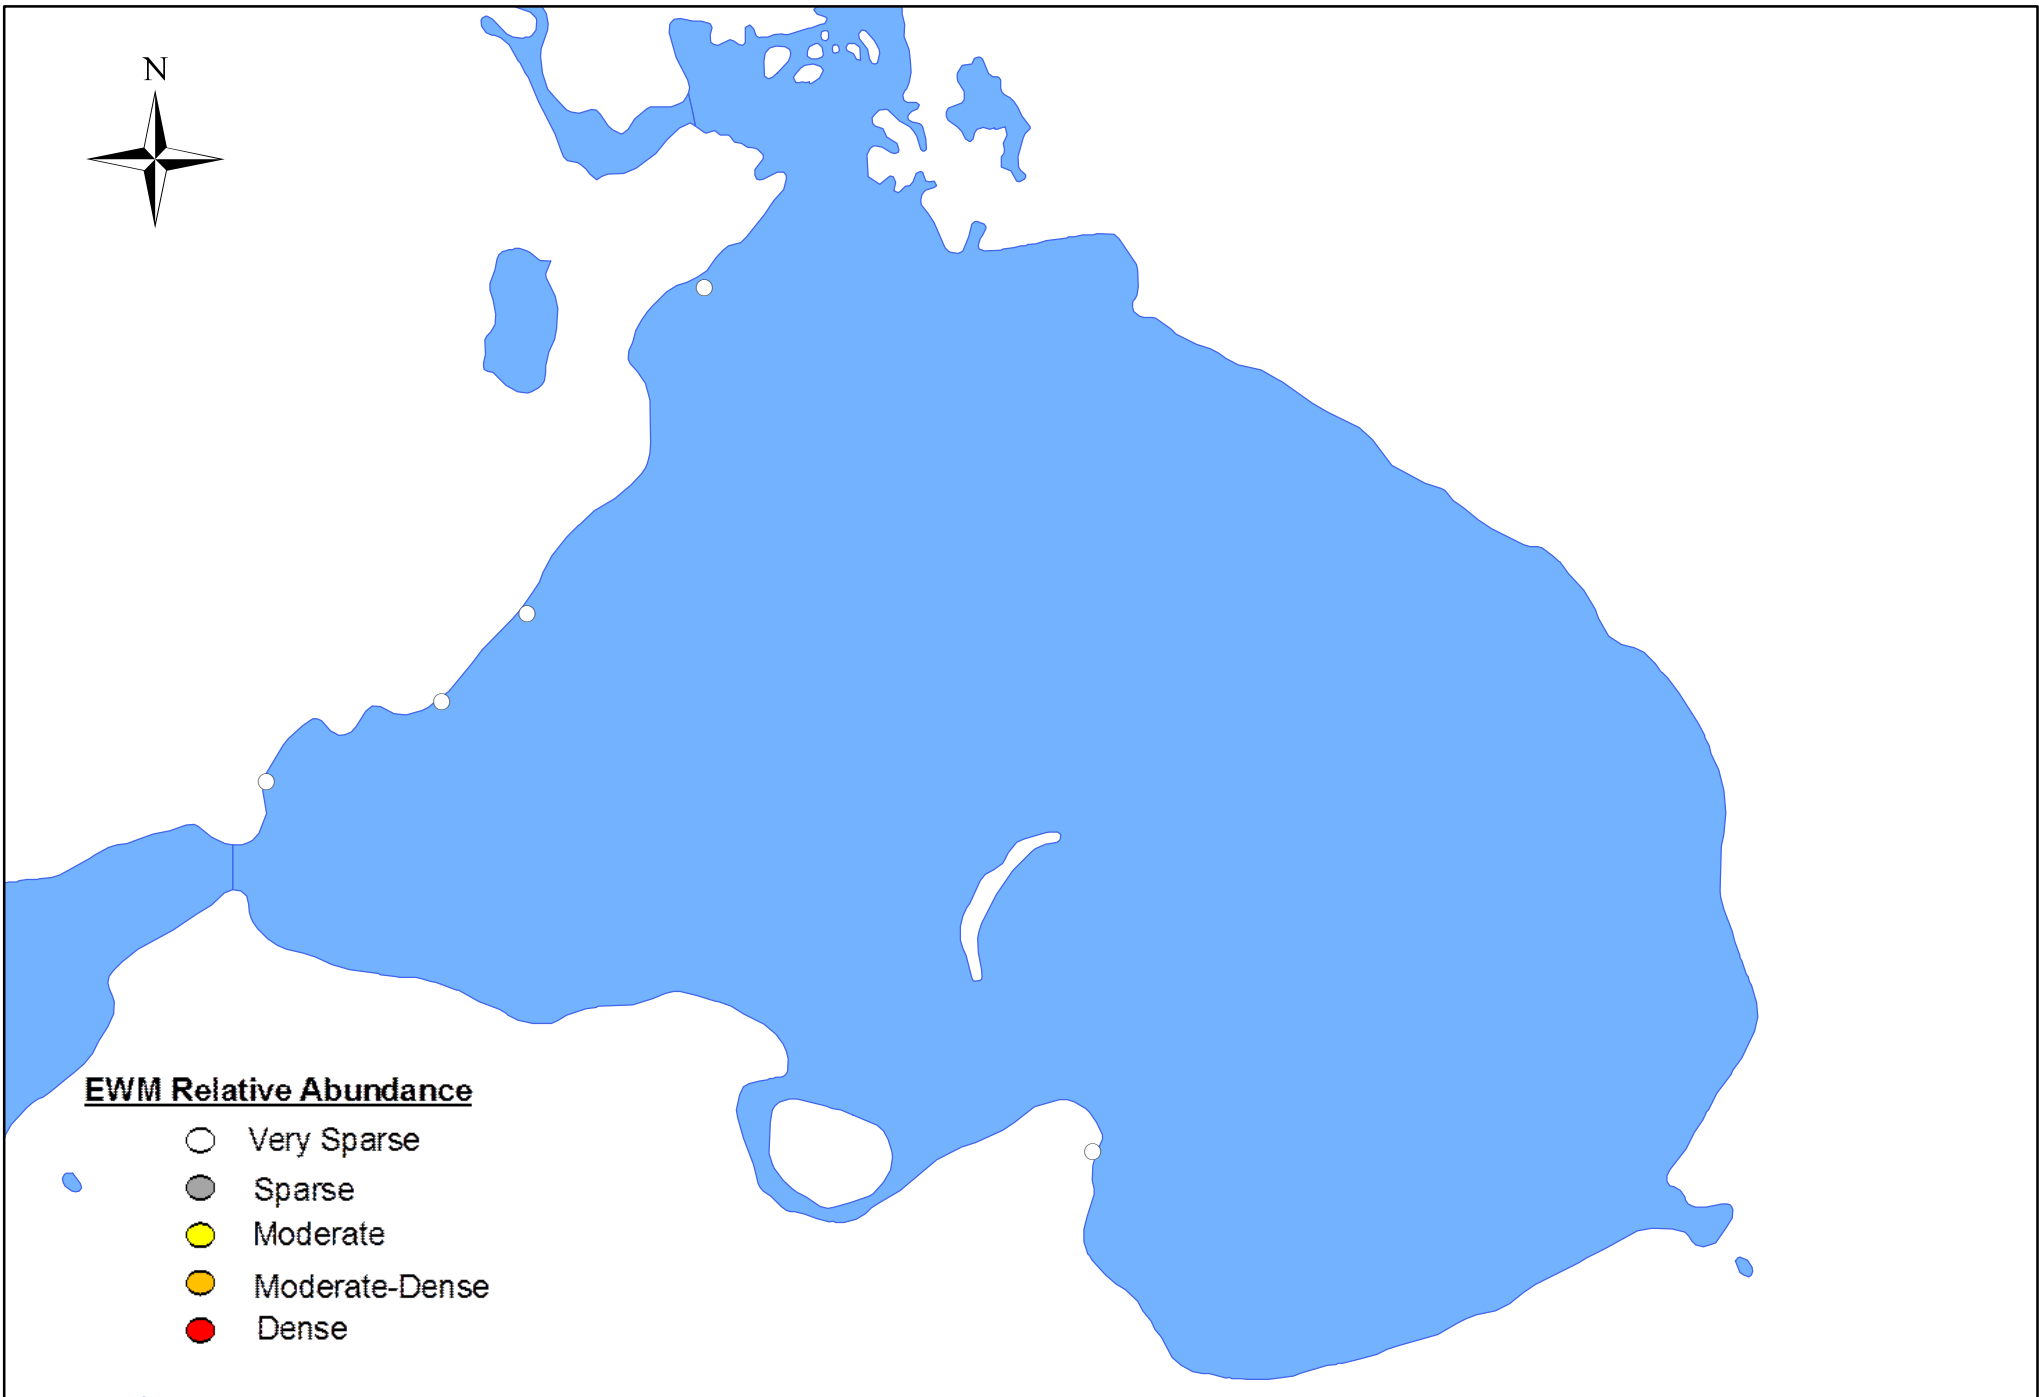 N
EWM Relative Abundance
Very Sparse
Sparse
Moderate
Moderate-Dense
Dense